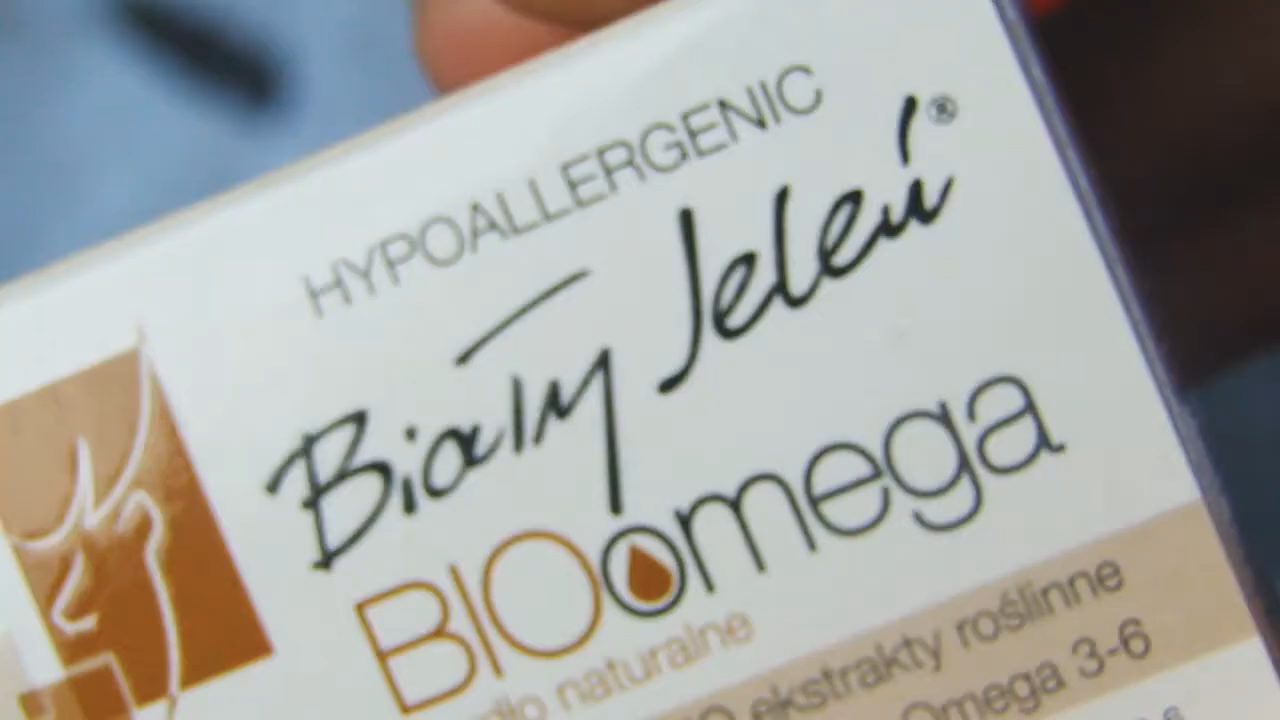 HYPOALLERGENIC
Biały Jeleń®
BIOomega
naturalne
ekstrakty roślinne
Omega 3-6